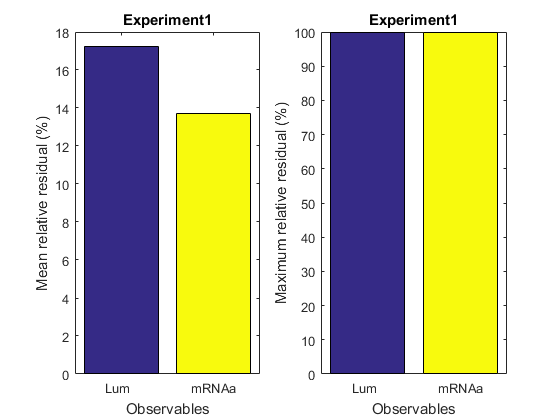 Experiment1
18
16
14
12
10
8
6
4
2
0
Mean relative residual (%)
Lum mRNAa
Observables
Experiment1
100
90
80
70
60
50
40
30
20
10
0
Maximum relative residual (%)
Lum mRNAa
Observables